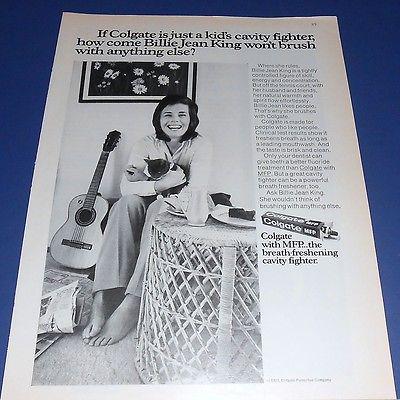 If Colgate is just a kid's cavity fighter,
how come Billie Jean King won't brush
with anything else?
Where she rules,
Billie Jean King is a tightly
controlled figure of skill,
energy and concentration.
But off the tennis court, with
her husband and friends,
her natural warmth and
spirit flow effortlessly.
Billie Jean likes people.
That's why she brushes
with Colgate.
Colgate is made for
people who like people.
Clinical test results show it
freshens breath as long as
a leading mouthwash. And
the taste is brisk and clean.
Only your dentist can
give teeth a better fluoride
treatment than Colgate with
MFP. But a great cavity
fighter can be a powerful
breath freshener, too.
Ask Billie Jean King.
She wouldn't think of
brushing with anything else.
Colgate MFP
Colgate MFP
Colgate
with MFP...the
breath-freshening
cavity fighter.
Colgate-Palmolive Company